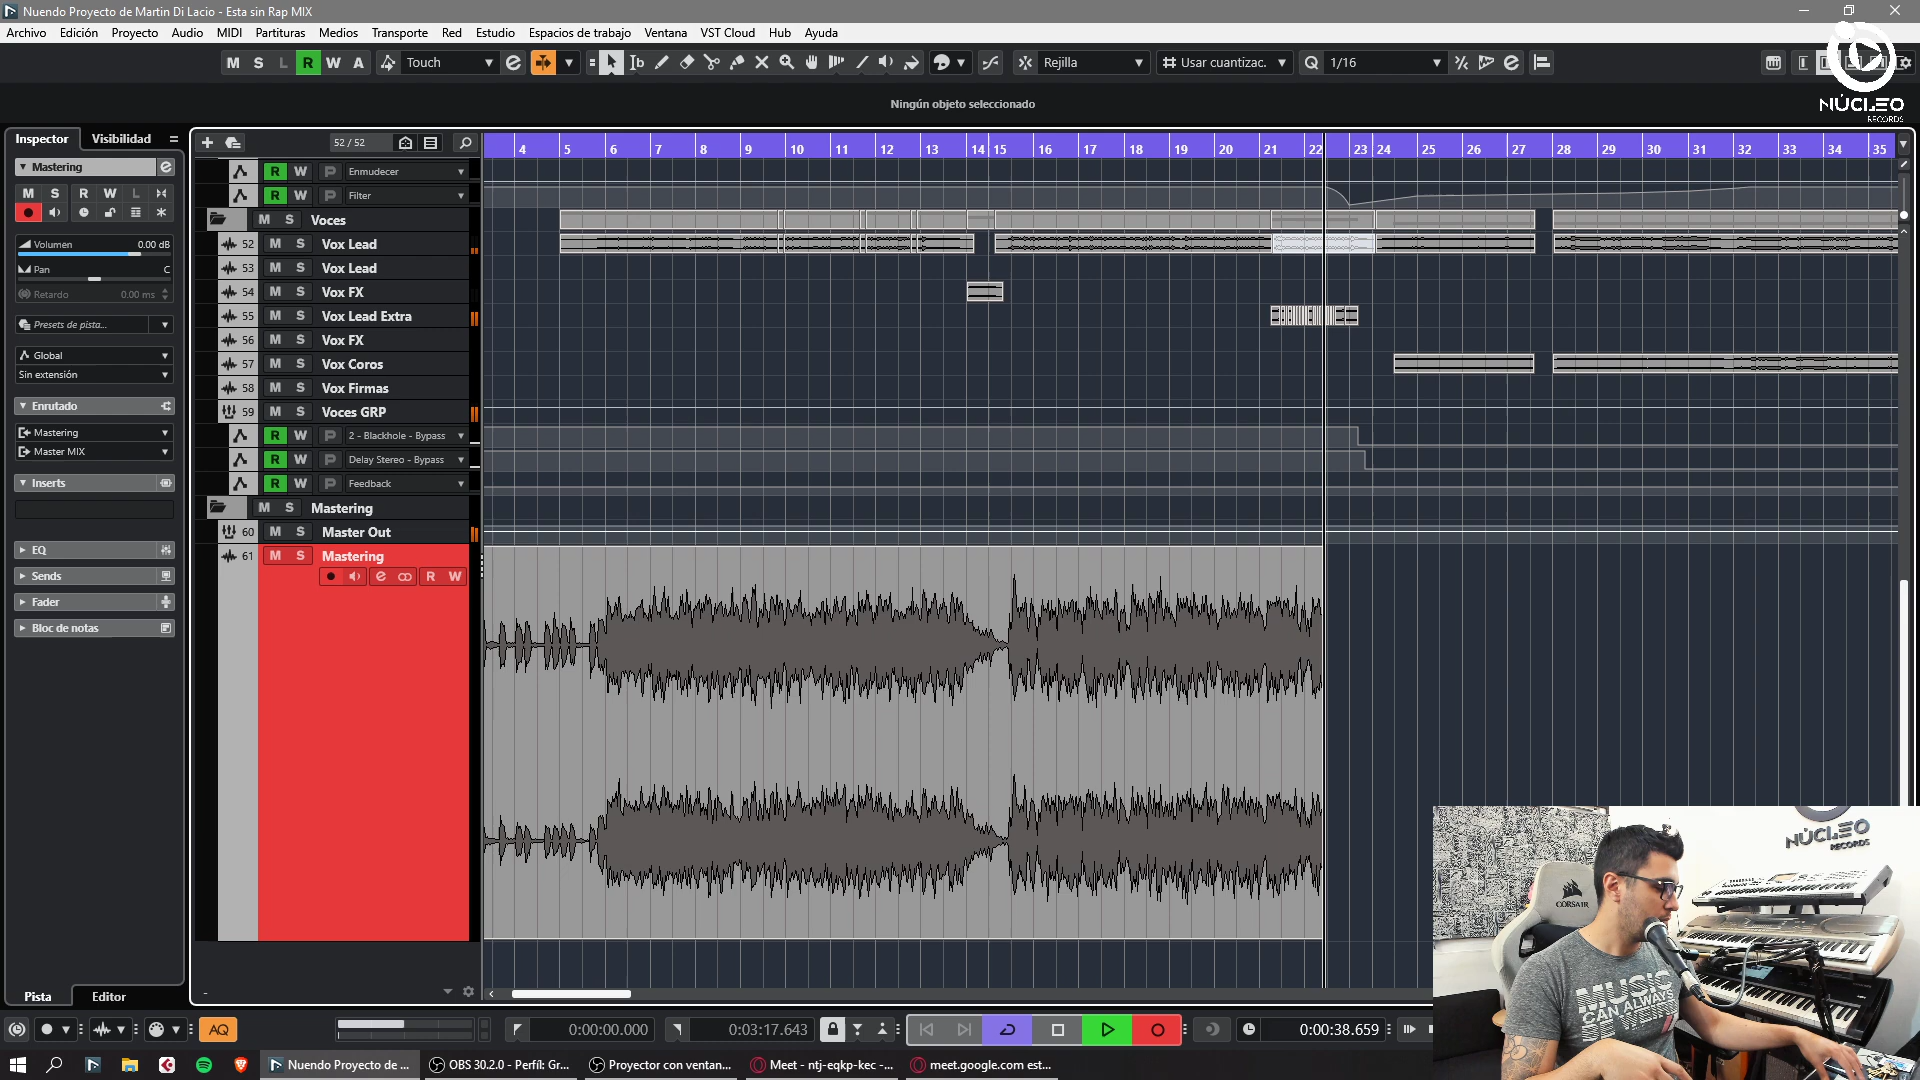 Nuendo Proyecto de Martin Di Lacio - Esta sin Rap MIX
Archivo Edición Proyecto Audio MIDI Partituras Medios Transporte Red Estudio Espacios de trabajo Ventana VST Cloud Hub Ayuda
M S L R W A Touch Rejilla Usar cuantizac. Q 1/16
NÚCLEO
RECORDS
Ningún objeto seleccionado
Inspector Visibilidad
52 / 52
4 5 6 7 8 9 10 11 12 13 14 15 16 17 18 19 20 21 22 23 24 25 26 27 28 29 30 31 32 33 34 35
Mastering
M S R W L
Volumen 0.00 dB
Pan C
Retardo 0.00 ms
Presets de pista...
Global
Sin extensión
Enrutado
Mastering
Master MIX
Inserts
EQ
Sends
Fader
Bloc de notas
R W P Enmudecer
R W P Filter
M S Voces
52 M S Vox Lead
53 M S Vox Lead
54 M S Vox FX
55 M S Vox Lead Extra
56 M S Vox FX
57 M S Vox Coros
58 M S Vox Firmas
59 M S Voces GRP
R W P 2 - Blackhole - Bypass
R W P Delay Stereo - Bypass
R W P Feedback
M S Mastering
60 M S Master Out
61 M S Mastering
R W
NÚCLEO
RECORDS
CORSAIR
MUSIC
CAN ALWAYS
BE WEIRD
Pista Editor
AQ 0:00:00.000 0:03:17.643 0:00:38.659
Nuendo Proyecto de ... OBS 30.2.0 - Perfil: Gr... Proyector con ventan... Meet - ntj-eqkp-kec -... meet.google.com est...